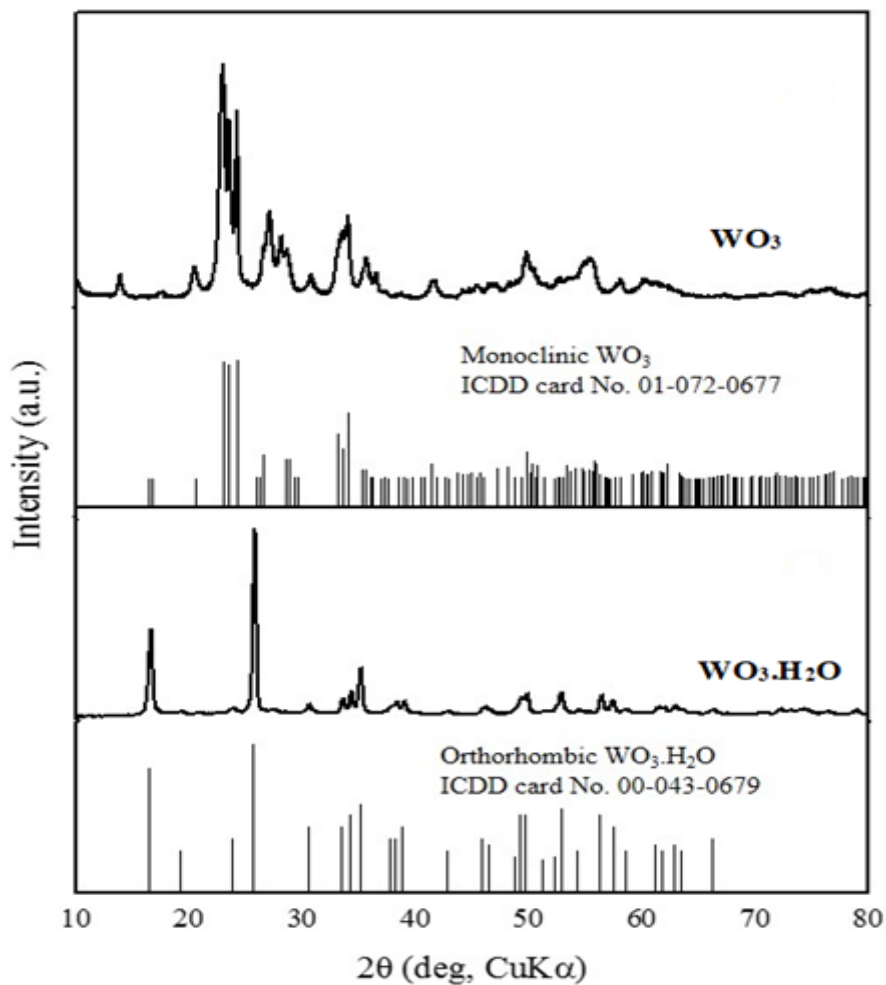 Intensity (a.u.)
WO₃
Monoclinic WO₃
ICDD card No. 01-072-0677
WO₃.H₂O
Orthorhombic WO₃.H₂O
ICDD card No. 00-043-0679
10 20 30 40 50 60 70 80
2θ (deg, CuKα)